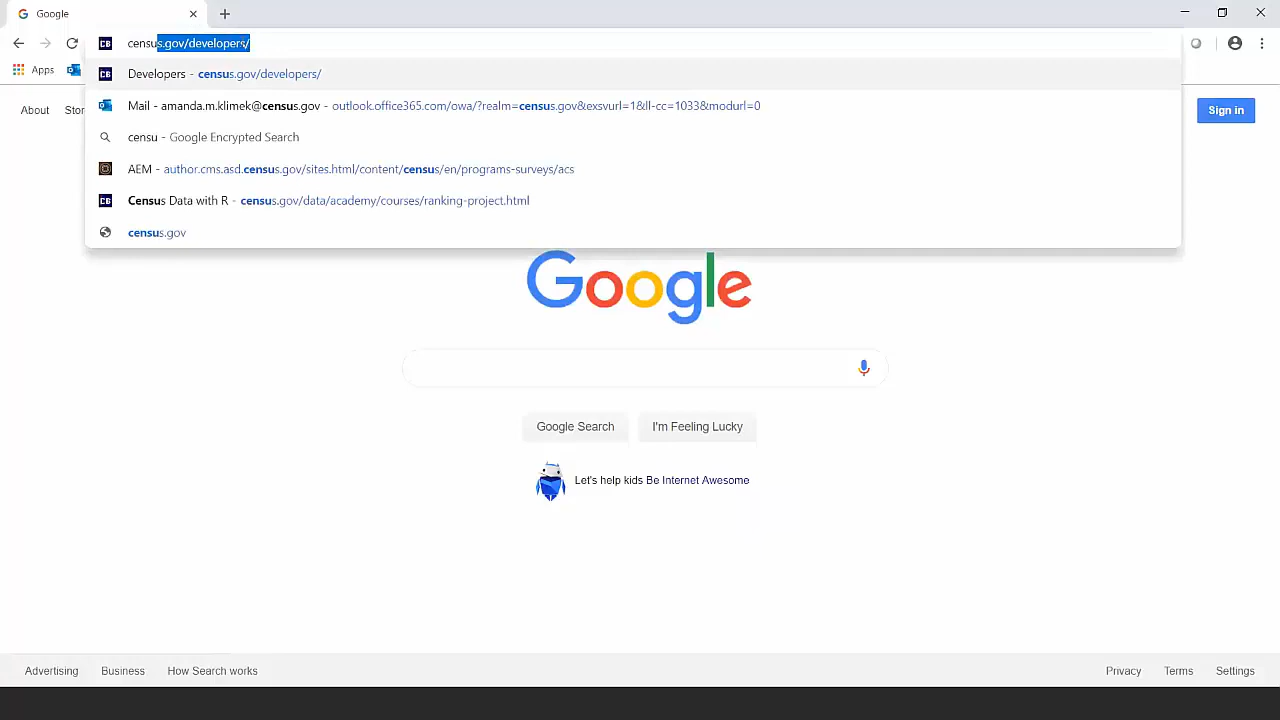 Google
census.gov/developers/
Apps
Developers - census.gov/developers/
Mail - amanda.m.klimek@census.gov - outlook.office365.com/owa/?realm=census.gov&exsvurl=1&ll-cc=1033&modurl=0
censu - Google Encrypted Search
AEM - author.cms.asd.census.gov/sites.html/content/census/en/programs-surveys/acs
Census Data with R - census.gov/data/academy/courses/ranking-project.html
census.gov
About Stor
Sign in
Google
Google Search I'm Feeling Lucky
Let's help kids Be Internet Awesome
Advertising Business How Search works Privacy Terms Settings